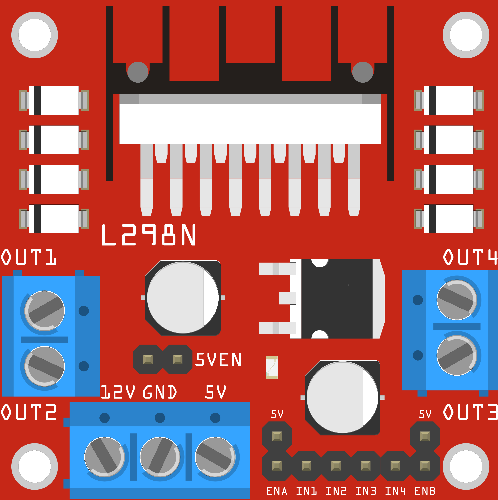 L298N
OUT1
OUT4
5VEN
12V GND 5V
OUT2
OUT3
5V
5V
ENA IN1 IN2 IN3 IN4 ENB